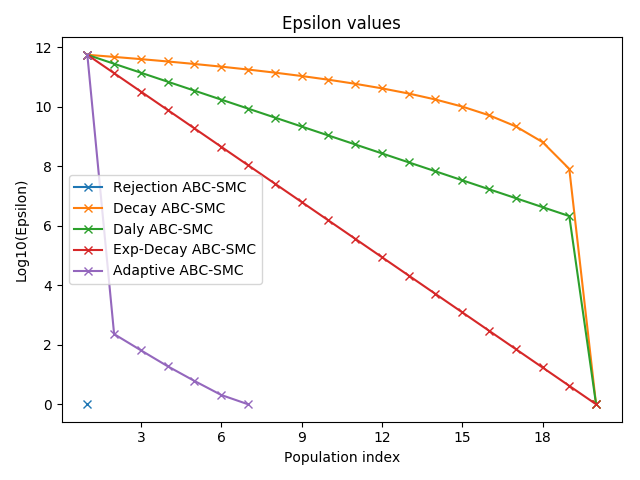 Epsilon values
Log10(Epsilon)
12
10
8
6
4
2
0
Rejection ABC-SMC
Decay ABC-SMC
Daly ABC-SMC
Exp-Decay ABC-SMC
Adaptive ABC-SMC
3 6 9 12 15 18
Population index